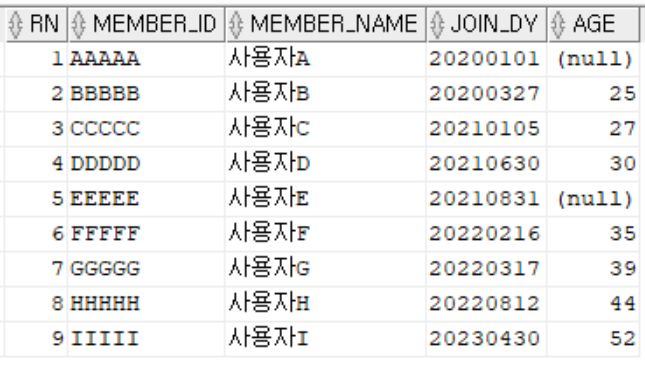 RN MEMBER_ID MEMBER_NAME JOIN_DY AGE
1 AAAAA 사용자A 20200101 (null)
2 BBBBB 사용자B 20200327 25
3 CCCCC 사용자C 20210105 27
4 DDDDD 사용자D 20210630 30
5 EEEEE 사용자E 20210831 (null)
6 FFFFF 사용자F 20220216 35
7 GGGGG 사용자G 20220317 39
8 HHHHH 사용자H 20220812 44
9 IIIII 사용자I 20230430 52